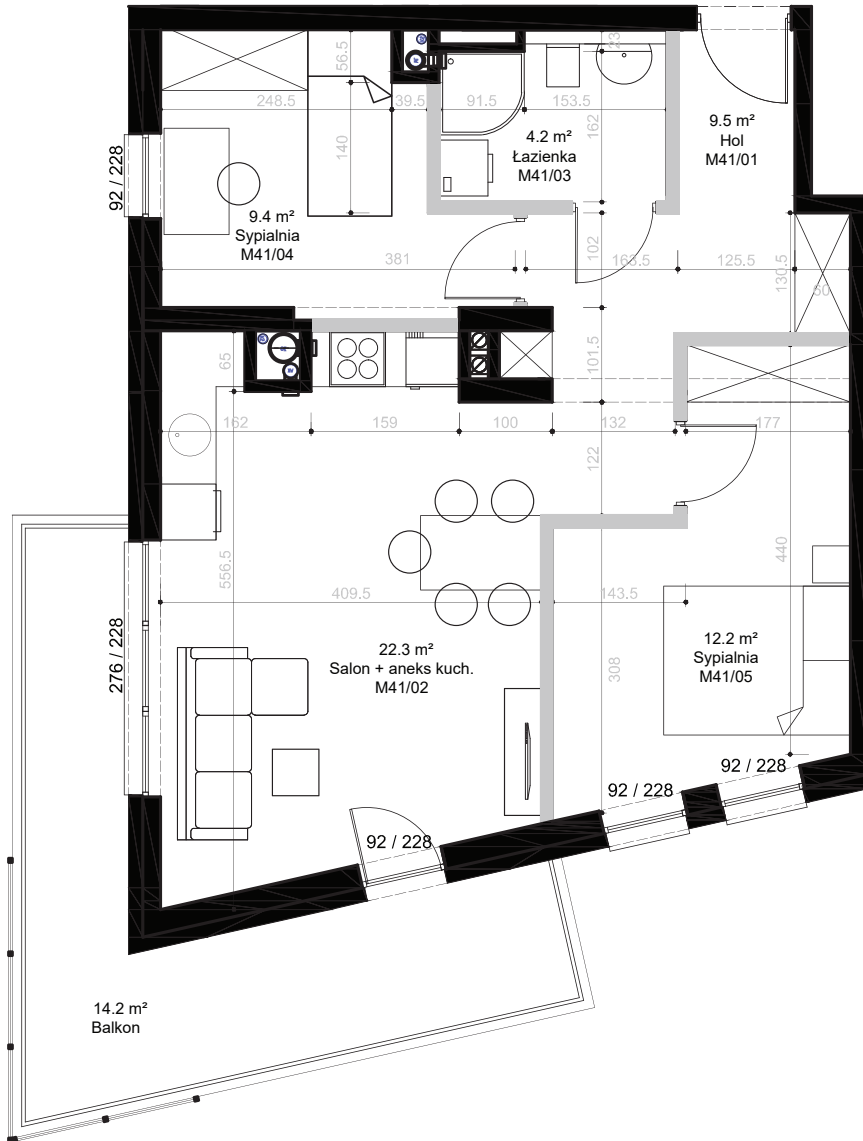 56.5
23
248.5
39.5
91.5
153.5
9.5 m²
Hol
M41/01
4.2 m²
Łazienka
M41/03
162
140
92 / 228
9.4 m²
Sypialnia
M41/04
381
102
163.5
125.5
130.5
60
65
101.5
162
159
100
132
177
122
440
556.5
409.5
143.5
276 / 228
22.3 m²
Salon + aneks kuch.
M41/02
308
12.2 m²
Sypialnia
M41/05
92 / 228
92 / 228
92 / 228
14.2 m²
Balkon